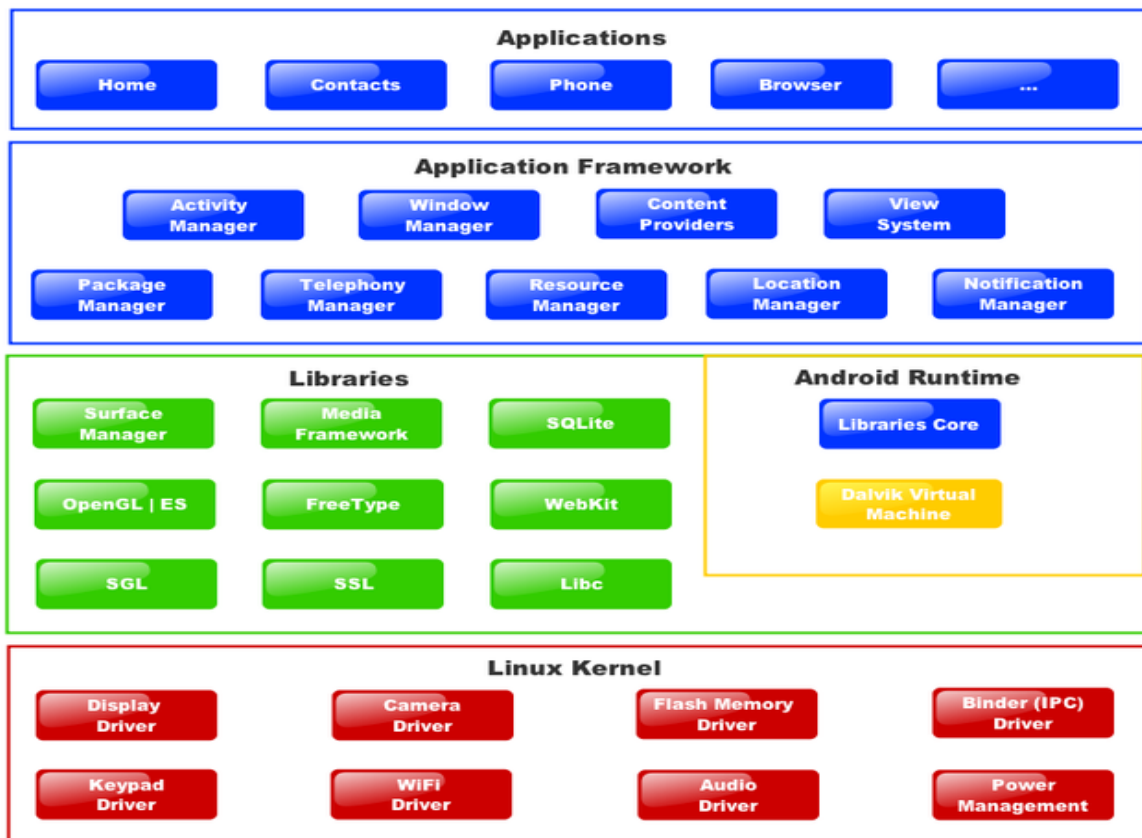 Applications
Home
Contacts
Phone
Browser
...
Application Framework
Activity
Manager
Window
Manager
Content
Providers
View
System
Package
Manager
Telephony
Manager
Resource
Manager
Location
Manager
Notification
Manager
Libraries
Surface
Manager
Media
Framework
SQLite
OpenGL | ES
FreeType
WebKit
SGL
SSL
Libc
Android Runtime
Libraries Core
Dalvik Virtual
Machine
Linux Kernel
Display
Driver
Camera
Driver
Flash Memory
Driver
Binder (IPC)
Driver
Keypad
Driver
WiFi
Driver
Audio
Driver
Power
Management